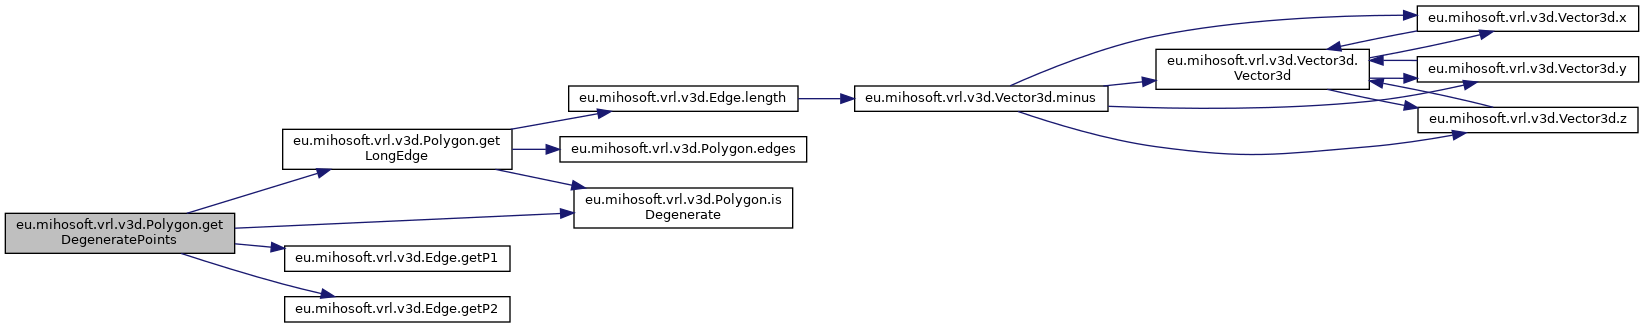 eu.mihosoft.vrl.v3d.Polygon.get
DegeneratePoints
eu.mihosoft.vrl.v3d.Polygon.get
LongEdge
eu.mihosoft.vrl.v3d.Edge.getP1
eu.mihosoft.vrl.v3d.Edge.getP2
eu.mihosoft.vrl.v3d.Edge.length
eu.mihosoft.vrl.v3d.Polygon.edges
eu.mihosoft.vrl.v3d.Polygon.is
Degenerate
eu.mihosoft.vrl.v3d.Vector3d.minus
eu.mihosoft.vrl.v3d.Vector3d.
Vector3d
eu.mihosoft.vrl.v3d.Vector3d.x
eu.mihosoft.vrl.v3d.Vector3d.y
eu.mihosoft.vrl.v3d.Vector3d.z